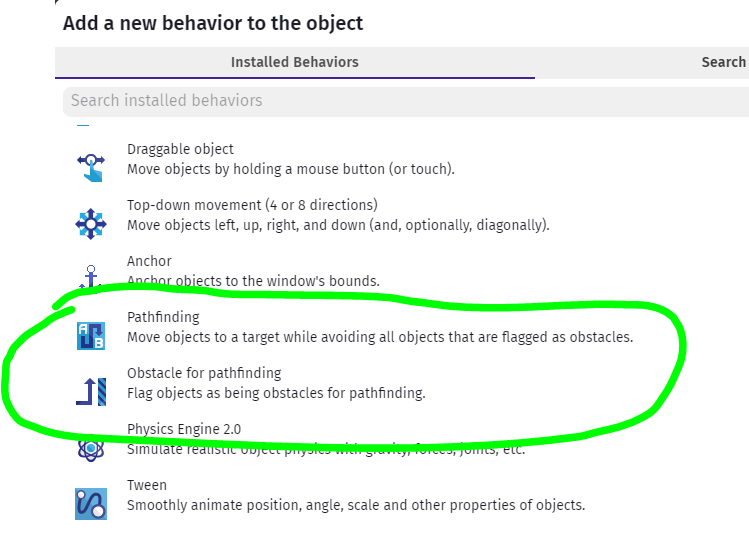 Add a new behavior to the object
Installed Behaviors
Search
Search installed behaviors
Draggable object
Move objects by holding a mouse button (or touch).
Top-down movement (4 or 8 directions)
Move objects left, up, right, and down (and, optionally, diagonally).
Anchor
Anchor objects to the window's bounds.
Pathfinding
A
B
Move objects to a target while avoiding all objects that are flagged as obstacles.
Obstacle for pathfinding
Flag objects as being obstacles for pathfinding.
Physics Engine 2.0
Simulate realistic object physics with gravity, forces, joints, etc.
Tween
Smoothly animate position, angle, scale and other properties of objects.